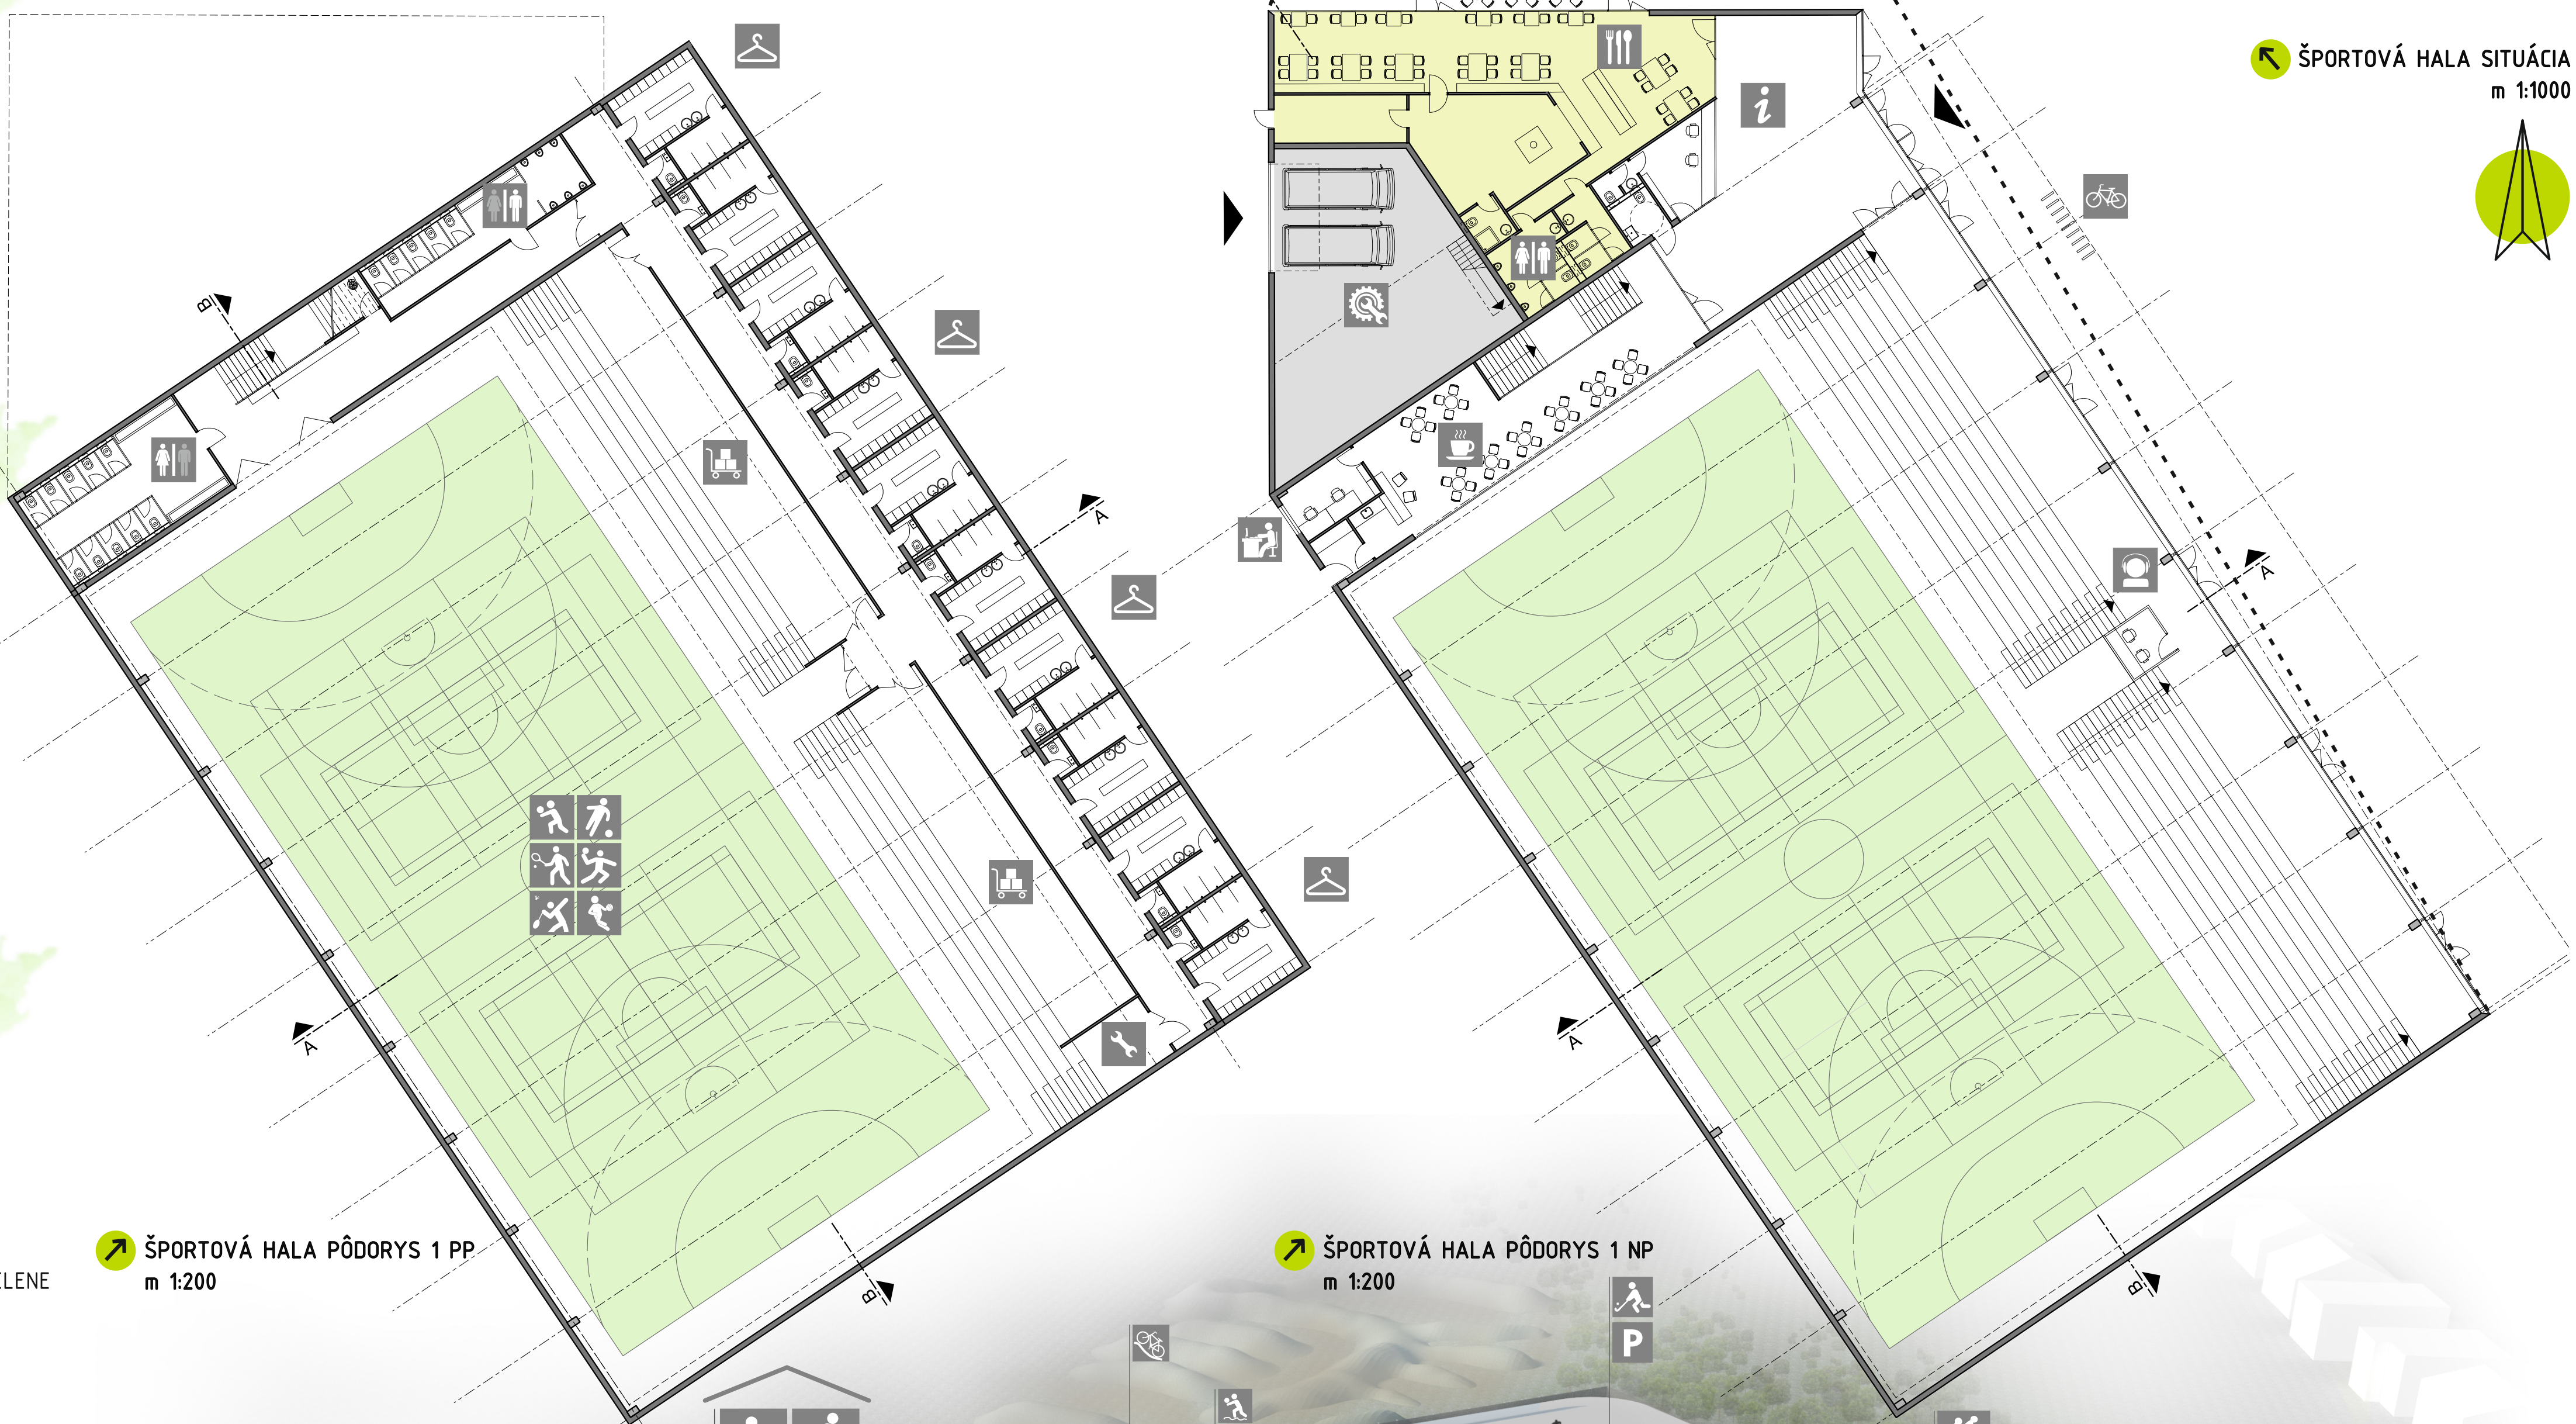 ŠPORTOVÁ HALA SITUÁCIA
m 1:1000
i
B
A
A
A
A
ŠPORTOVÁ HALA PÔDORYS 1 PP
m 1:200
ELENE
B
ŠPORTOVÁ HALA PÔDORYS 1 NP
m 1:200
B
P